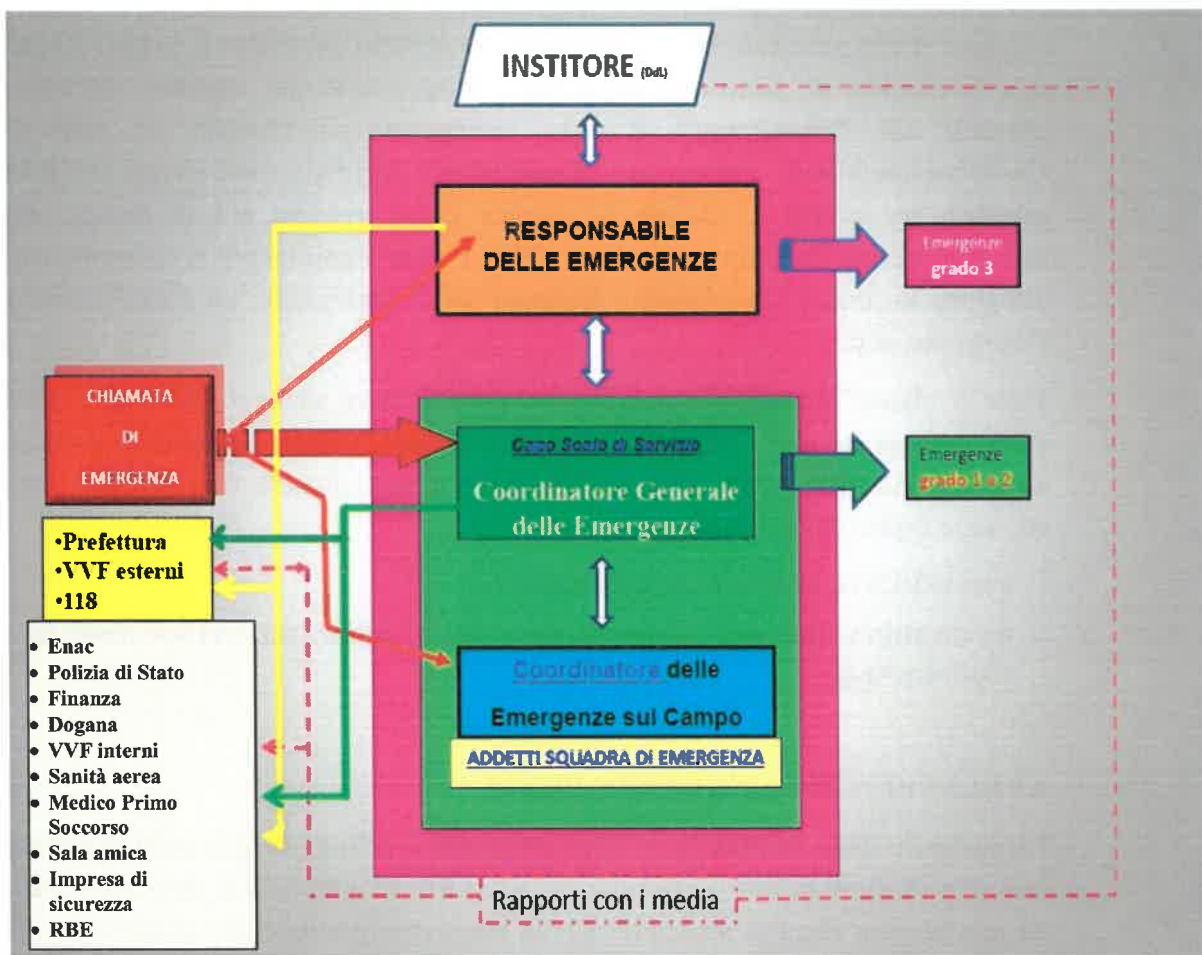 INSTITORE (DdL)
RESPONSABILE
DELLE EMERGENZE
Emergenze
grado 3
CHIAMATA
DI
EMERGENZA
Capo Scalo di Servizio
Coordinatore Generale
delle Emergenze
Emergenze
grado 1 e 2
•Prefettura
•VVF esterni
•118
• Enac
• Polizia di Stato
• Finanza
• Dogana
• VVF interni
• Sanità aerea
• Medico Primo
Soccorso
• Sala amica
• Impresa di
sicurezza
• RBE
Coordinatore delle
Emergenze sul Campo
ADDETTI SQUADRA DI EMERGENZA
Rapporti con i media